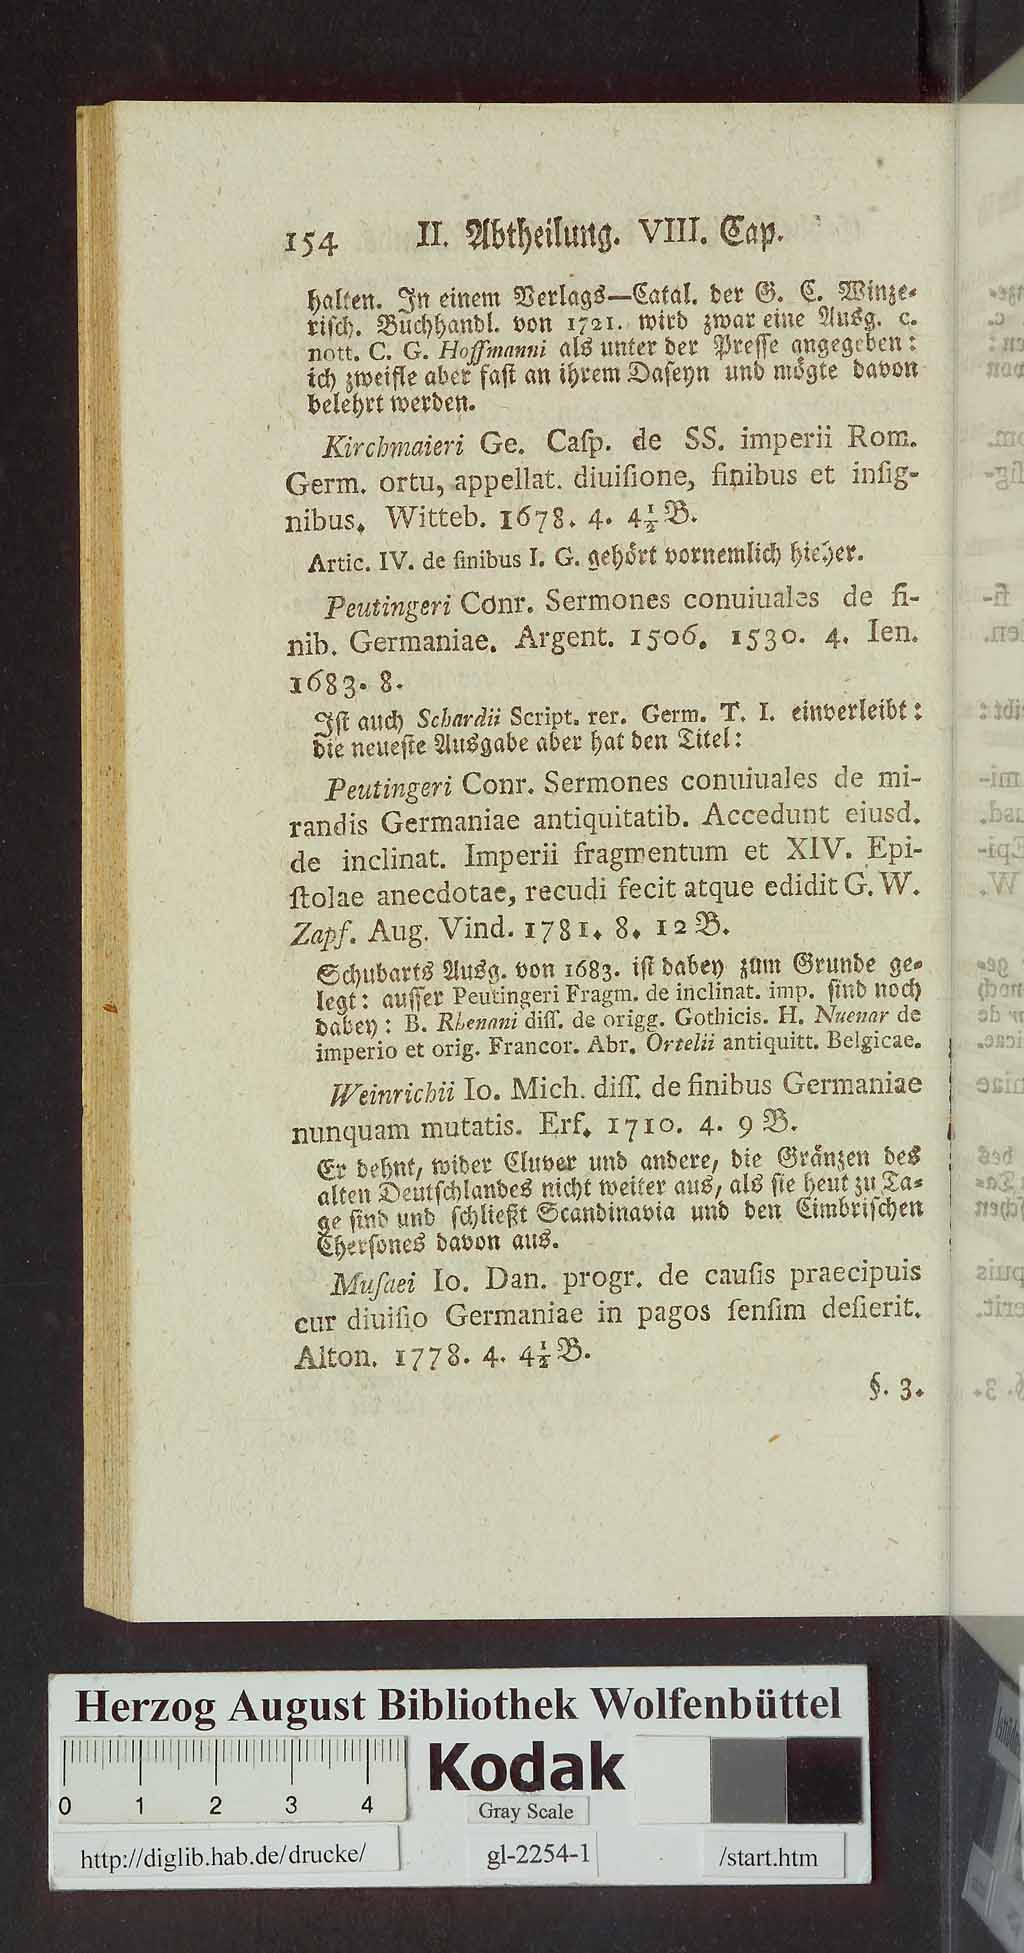 154 II. Abtheilung. VIII. Cap.
halten. In einem Verlags—Catal. der G. C. Winze-
risch. Buchhandl. von 1721. wird zwar eine Ausg. c.
nott. C. G. Hoffmanni als unter der Presse angegeben:
ich zweifle aber fast an ihrem Daseyn und mögte davon
belehrt werden.
Kirchmaieri Ge. Caſp. de SS. imperii Rom.
Germ. ortu, appellat. diuiſione, finibus et inſig-
nibus. Witteb. 1678. 4. 4½ B.
Artic. IV. de finibus I. G. gehört vornemlich hieher.
Peutingeri Conr. Sermones conuiuales de fi-
nib. Germaniae. Argent. 1506. 1530. 4. Ien.
1683. 8.
Ist auch Schardii Script. rer. Germ. T. I. einverleibt:
die neueste Ausgabe aber hat den Titel:
Peutingeri Conr. Sermones conuiuales de mi-
randis Germaniae antiquitatib. Accedunt eiusd.
de inclinat. Imperii fragmentum et XIV. Epi-
ſtolae anecdotae, recudi fecit atque edidit G. W.
Zapf. Aug. Vind. 1781. 8. 12 B.
Schubarts Ausg. von 1683. ist dabey zum Grunde ge-
legt: ausser Peutingeri Fragm. de inclinat. imp. sind noch
dabey: B. Rhenani diſſ. de origg. Gothicis. H. Nuenar de
imperio et orig. Francor. Abr. Ortelii antiquitt. Belgicae.
Weinrichii Io. Mich. diſſ. de finibus Germaniae
nunquam mutatis. Erf. 1710. 4. 9 B.
Er dehnt, wider Cluver und andere, die Gränzen des
alten Deutschlandes nicht weiter aus, als sie heut zu Ta-
ge sind und schließt Scandinavia und den Cimbrischen
Chersones davon aus.
Muſaei Io. Dan. progr. de cauſis praecipuis
cur diuiſio Germaniae in pagos ſenſim deſierit.
Alton. 1778. 4. 4½ B.
§. 3.
Herzog August Bibliothek Wolfenbüttel
Kodak
0 1 2 3 4
Gray Scale
http://diglib.hab.de/drucke/ gl-2254-1 /start.htm